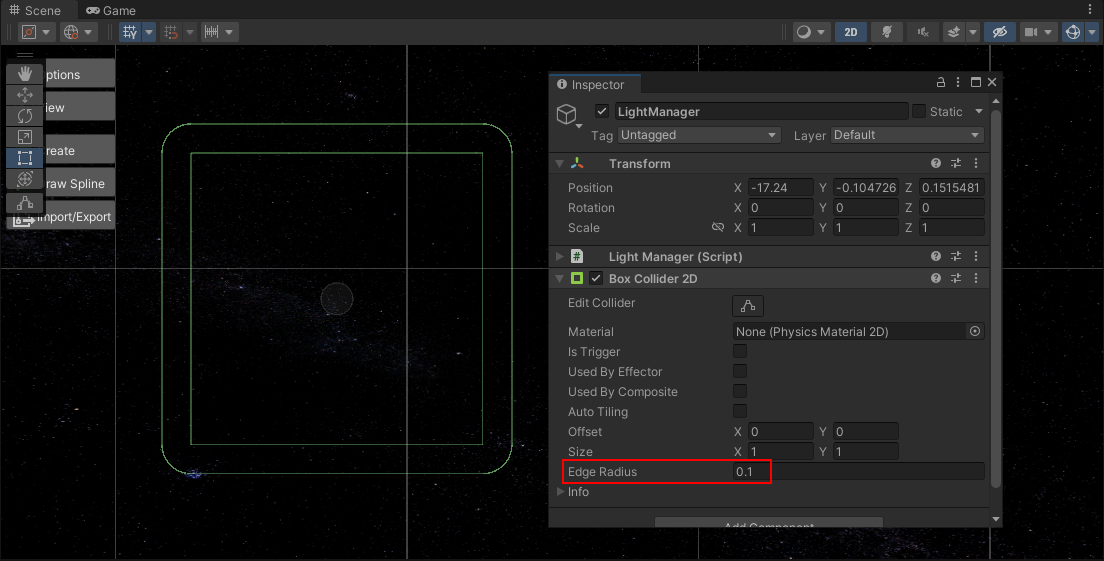 Scene Game
2D
ptions
iew
reate
raw Spline
Import/Export
Inspector
LightManager Static
Tag Untagged Layer Default
Transform
Position X -17.24 Y -0.104726 Z 0.1515481
Rotation X 0 Y 0 Z 0
Scale X 1 Y 1 Z 1
# Light Manager (Script)
Box Collider 2D
Edit Collider
Material None (Physics Material 2D)
Is Trigger
Used By Effector
Used By Composite
Auto Tiling
Offset X 0 Y 0
Size X 1 Y 1
Edge Radius 0.1
Info
Add Component